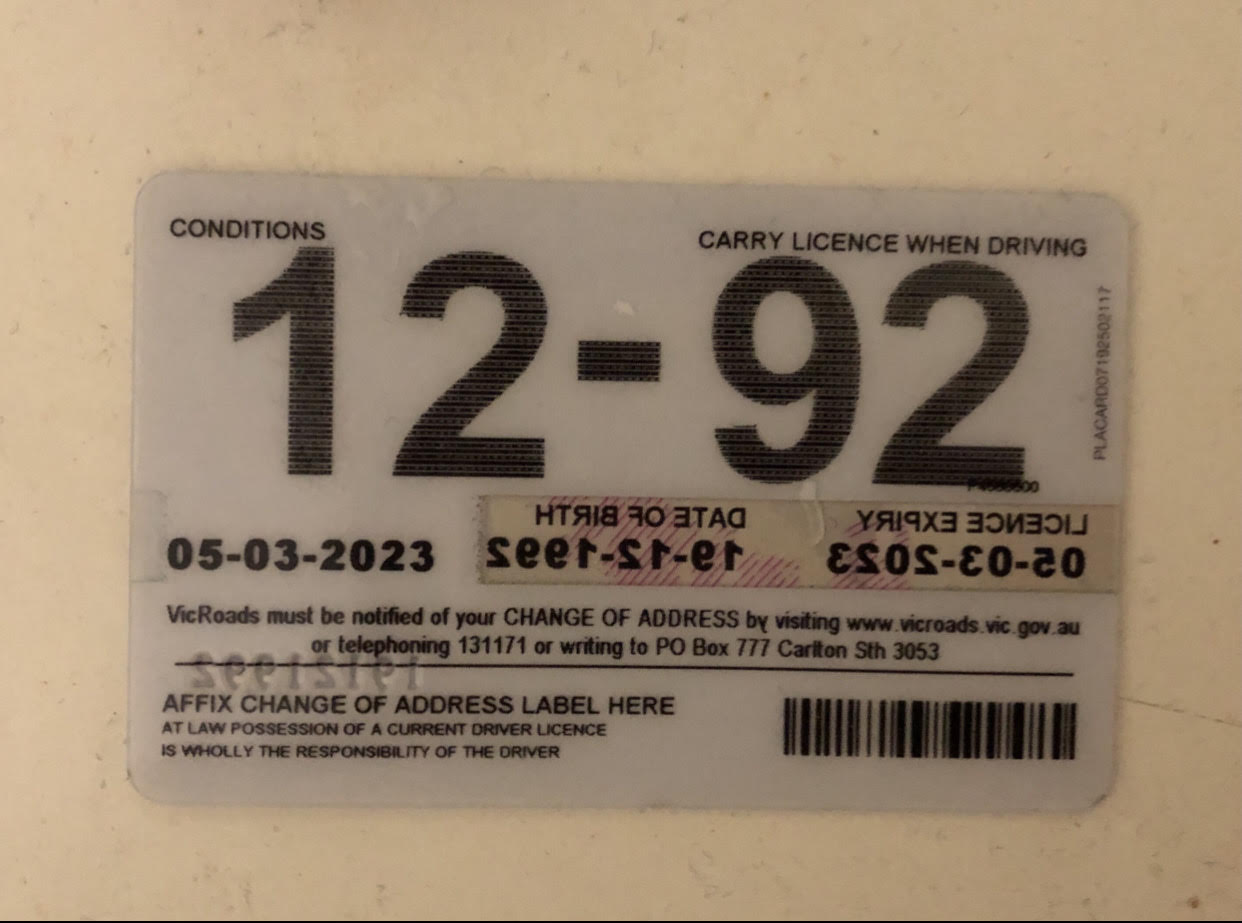 CONDITIONS
CARRY LICENCE WHEN DRIVING
12-92
PLACARD07192502117
DATE OF BIRTH LICENCE EXPIRY
05-03-2023 19-12-1992 05-03-2023
VicRoads must be notified of your CHANGE OF ADDRESS by visiting www.vicroads.vic.gov.au
or telephoning 131171 or writing to PO Box 777 Carlton Sth 3053
19121992
AFFIX CHANGE OF ADDRESS LABEL HERE
AT LAW POSSESSION OF A CURRENT DRIVER LICENCE
IS WHOLLY THE RESPONSIBILITY OF THE DRIVER